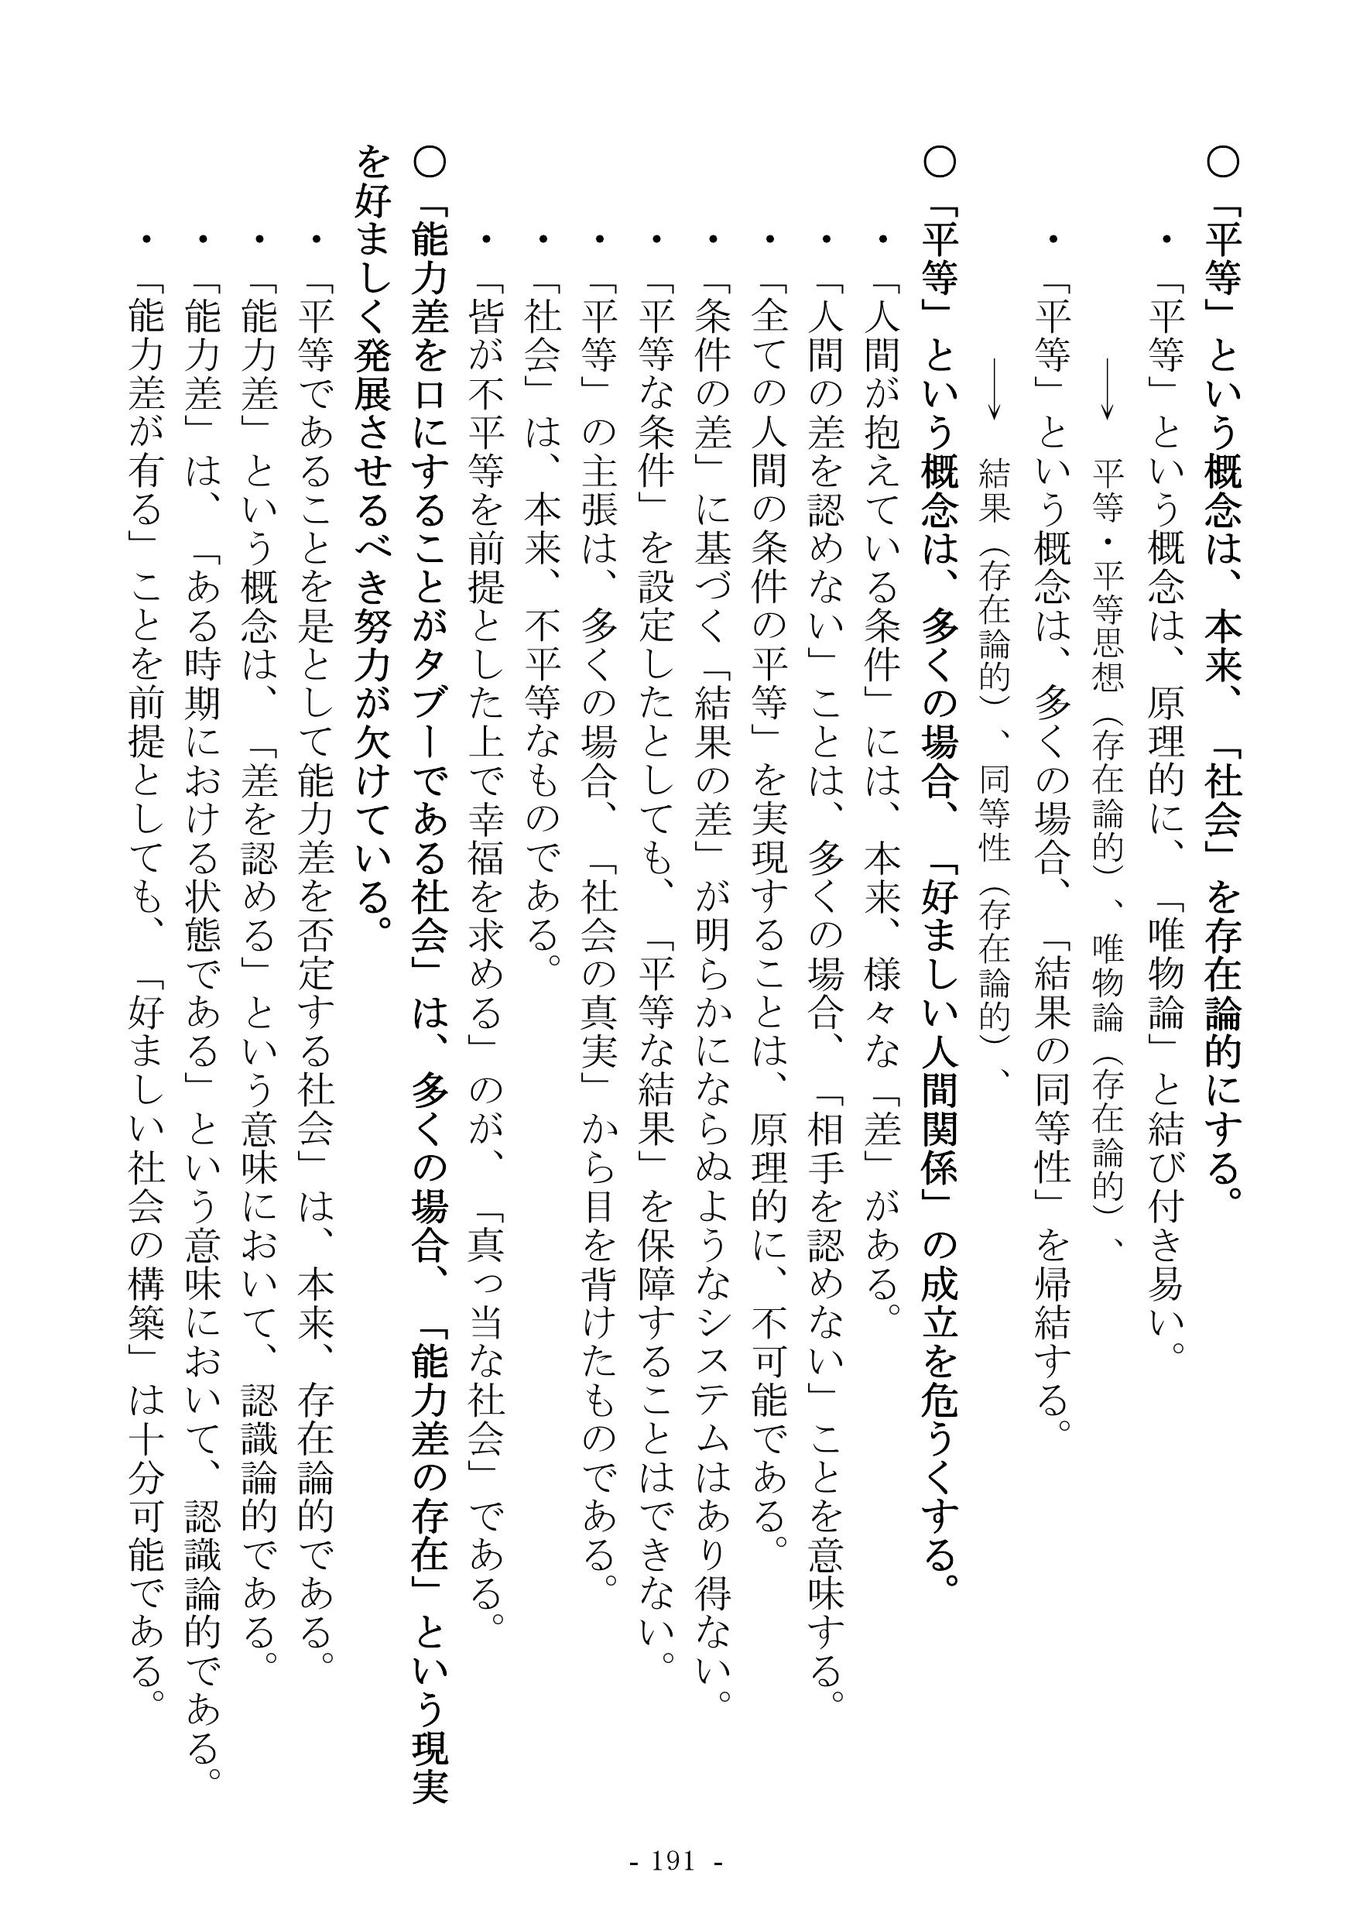 〇「平等」という概念は、本来、「社会」を存在論的にする。
・「平等」という概念は、原理的に、「唯物論」と結び付き易い。
→ 平等・平等思想（存在論的）、唯物論（存在論的）、
・「平等」という概念は、多くの場合、「結果の同等性」を帰結する。
→ 結果（存在論的）、同等性（存在論的）、
〇「平等」という概念は、多くの場合、「好ましい人間関係」の成立を危うくする。
・「人間が抱えている条件」には、本来、様々な「差」がある。
・「人間の差を認めない」ことは、多くの場合、「相手を認めない」ことを意味する。
・「全ての人間の条件の平等」を実現することは、原理的に、不可能である。
・「条件の差」に基づく「結果の差」が明らかにならぬようなシステムはあり得ない。
・「平等な条件」を設定したとしても、「平等な結果」を保障することはできない。
・「平等」の主張は、多くの場合、「社会の真実」から目を背けたものである。
・「社会」は、本来、不平等なものである。
・「皆が不平等を前提とした上で幸福を求める」のが、「真っ当な社会」である。
〇「能力差を口にすることがタブーである社会」は、多くの場合、「能力差の存在」という現実
を好ましく発展させるべき努力が欠けている。
・「平等であることを是として能力差を否定する社会」は、本来、存在論的である。
・「能力差」という概念は、「差を認める」という意味において、認識論的である。
・「能力差」は、「ある時期における状態である」という意味において、認識論的である。
・「能力差が有る」ことを前提としても、「好ましい社会の構築」は十分可能である。
- 191 -